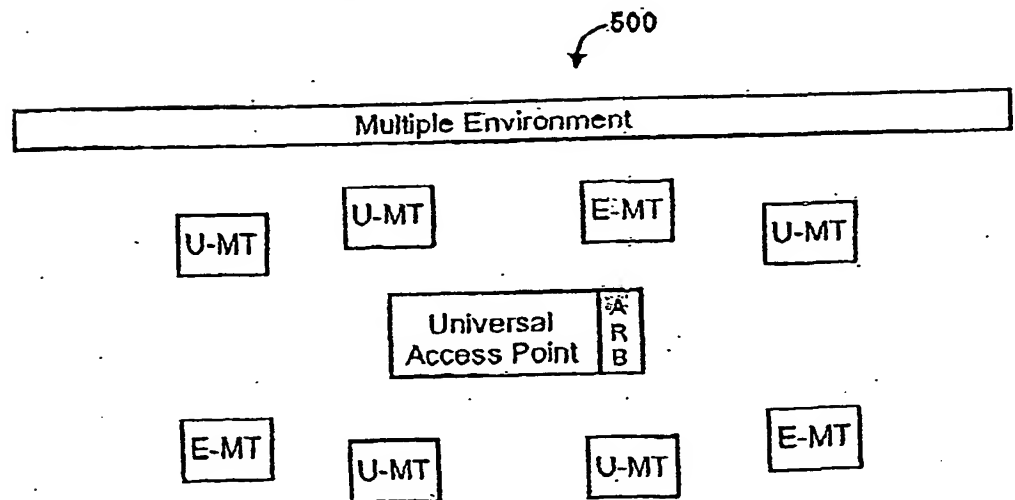 500
Multiple Environment
U-MT
U-MT
E-MT
U-MT
Universal
Access Point
A
R
B
E-MT
U-MT
U-MT
E-MT